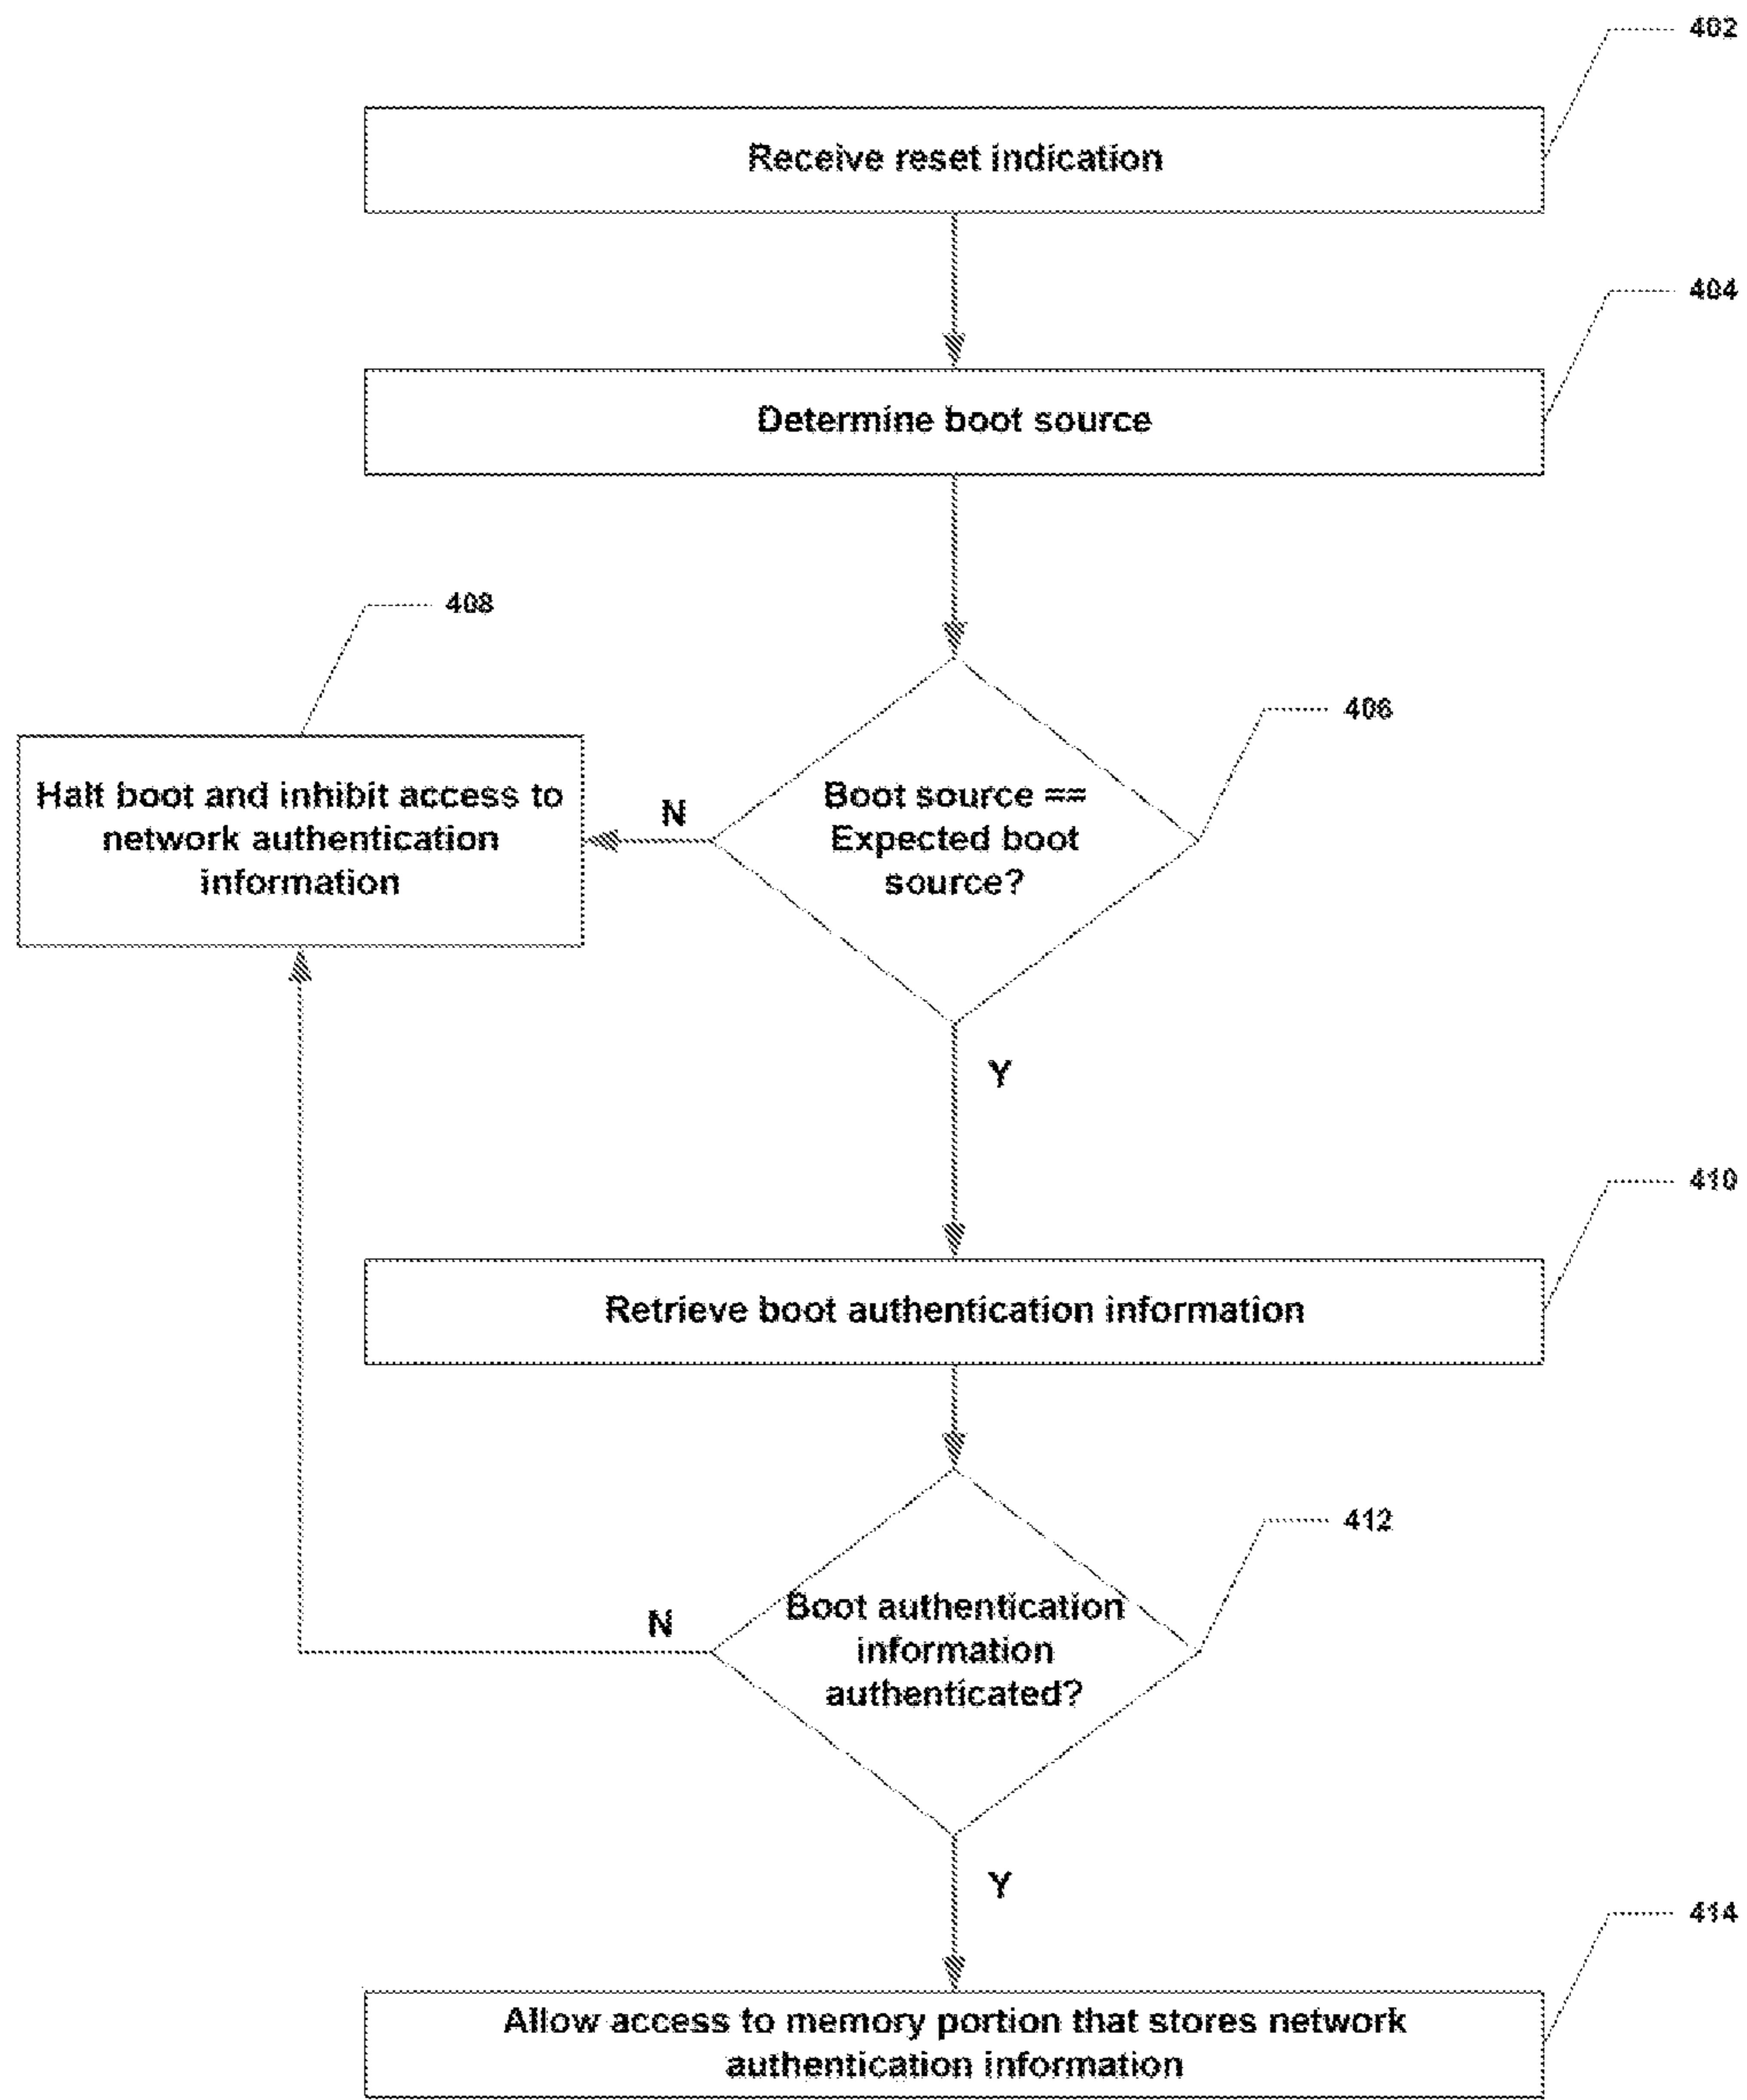 402
Receive reset indication
404
Determine boot source
408
406
Halt boot and inhibit access to
network authentication
information
N
Boot source ==
Expected boot
source?
Y
410
Retrieve boot authentication information
412
N
Boot authentication
information
authenticated?
Y
414
Allow access to memory portion that stores network
authentication information